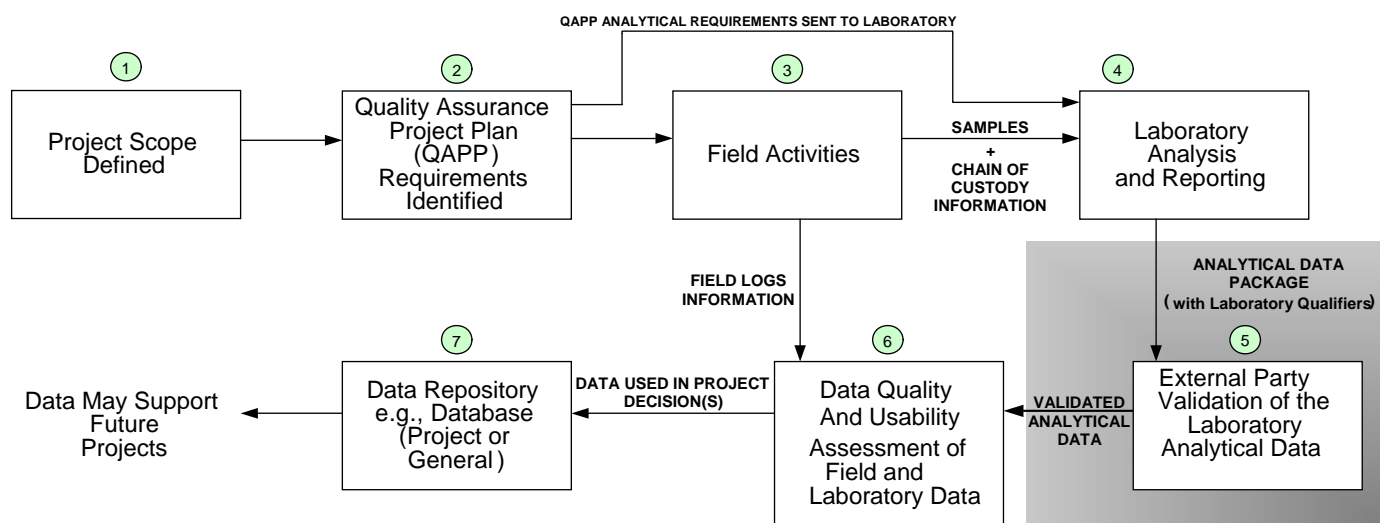 QAPP ANALYTICAL REQUIREMENTS SENT TO LABORATORY
1
Project Scope
Defined
2
Quality Assurance
Project Plan
(QAPP)
Requirements
Identified
3
Field Activities
SAMPLES
+
CHAIN OF
CUSTODY
INFORMATION
4
Laboratory
Analysis
and Reporting
ANALYTICAL DATA
PACKAGE
(with Laboratory Qualifiers)
5
External Party
Validation of the
Laboratory
Analytical Data
VALIDATED
ANALYTICAL
DATA
FIELD LOGS
INFORMATION
6
Data Quality
And Usability
Assessment of
Field and
Laboratory Data
DATA USED IN PROJECT
DECISION(S)
7
Data Repository
e.g., Database
(Project or
General)
Data May Support
Future
Projects